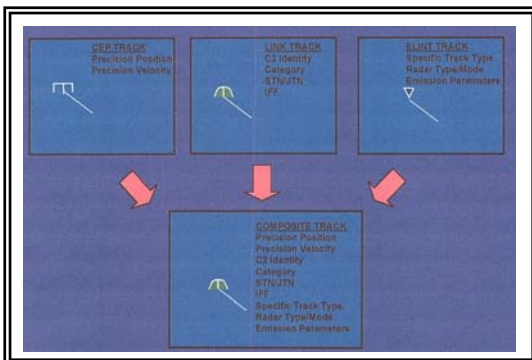 CEP TRACK
Precision Position
Precision Velocity
LINK TRACK
C2 Identity
Category
STN/JTN
IFF
ELINT TRACK
Specific Track Type
Radar Type/Mode
Emission Parameters
COMPOSITE TRACK
Precision Position
Precision Velocity
C2 Identity
Category
STN/JTN
IFF
Specific Track Type
Radar Type/Mode
Emission Parameters